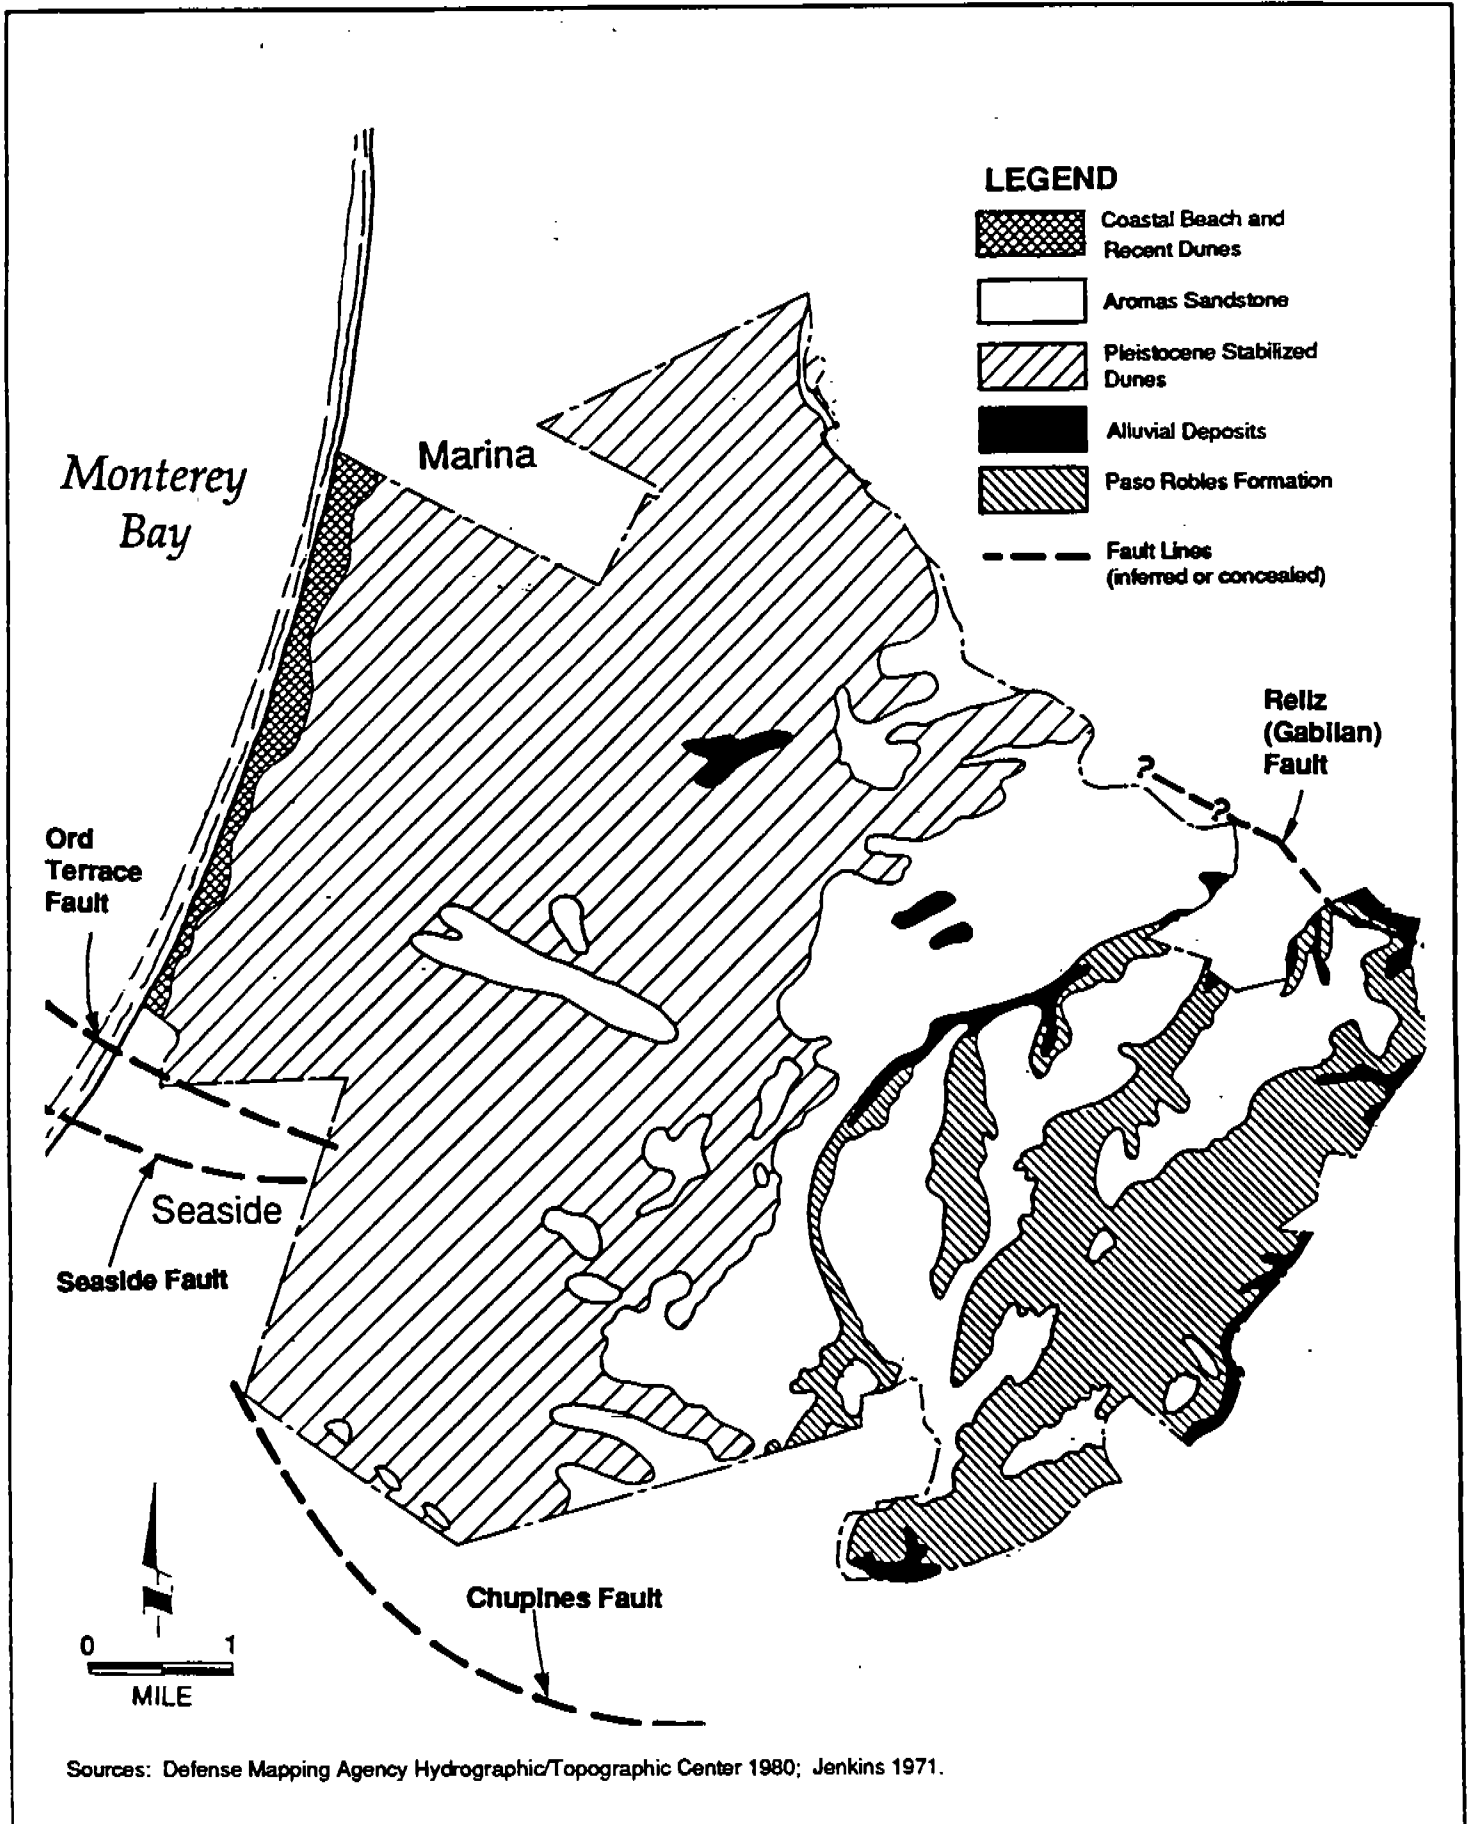 LEGEND
Coastal Beach and
Recent Dunes
Aromas Sandstone
Pleistocene Stabilized
Dunes
Alluvial Deposits
Paso Robles Formation
Fault Lines
(inferred or concealed)
Marina
Monterey
Bay
Reliz
(Gabilan)
Fault
?
?
Ord
Terrace
Fault
Seaside
Seaside Fault
Chupines Fault
0 1
MILE
Sources: Defense Mapping Agency Hydrographic/Topographic Center 1980; Jenkins 1971.